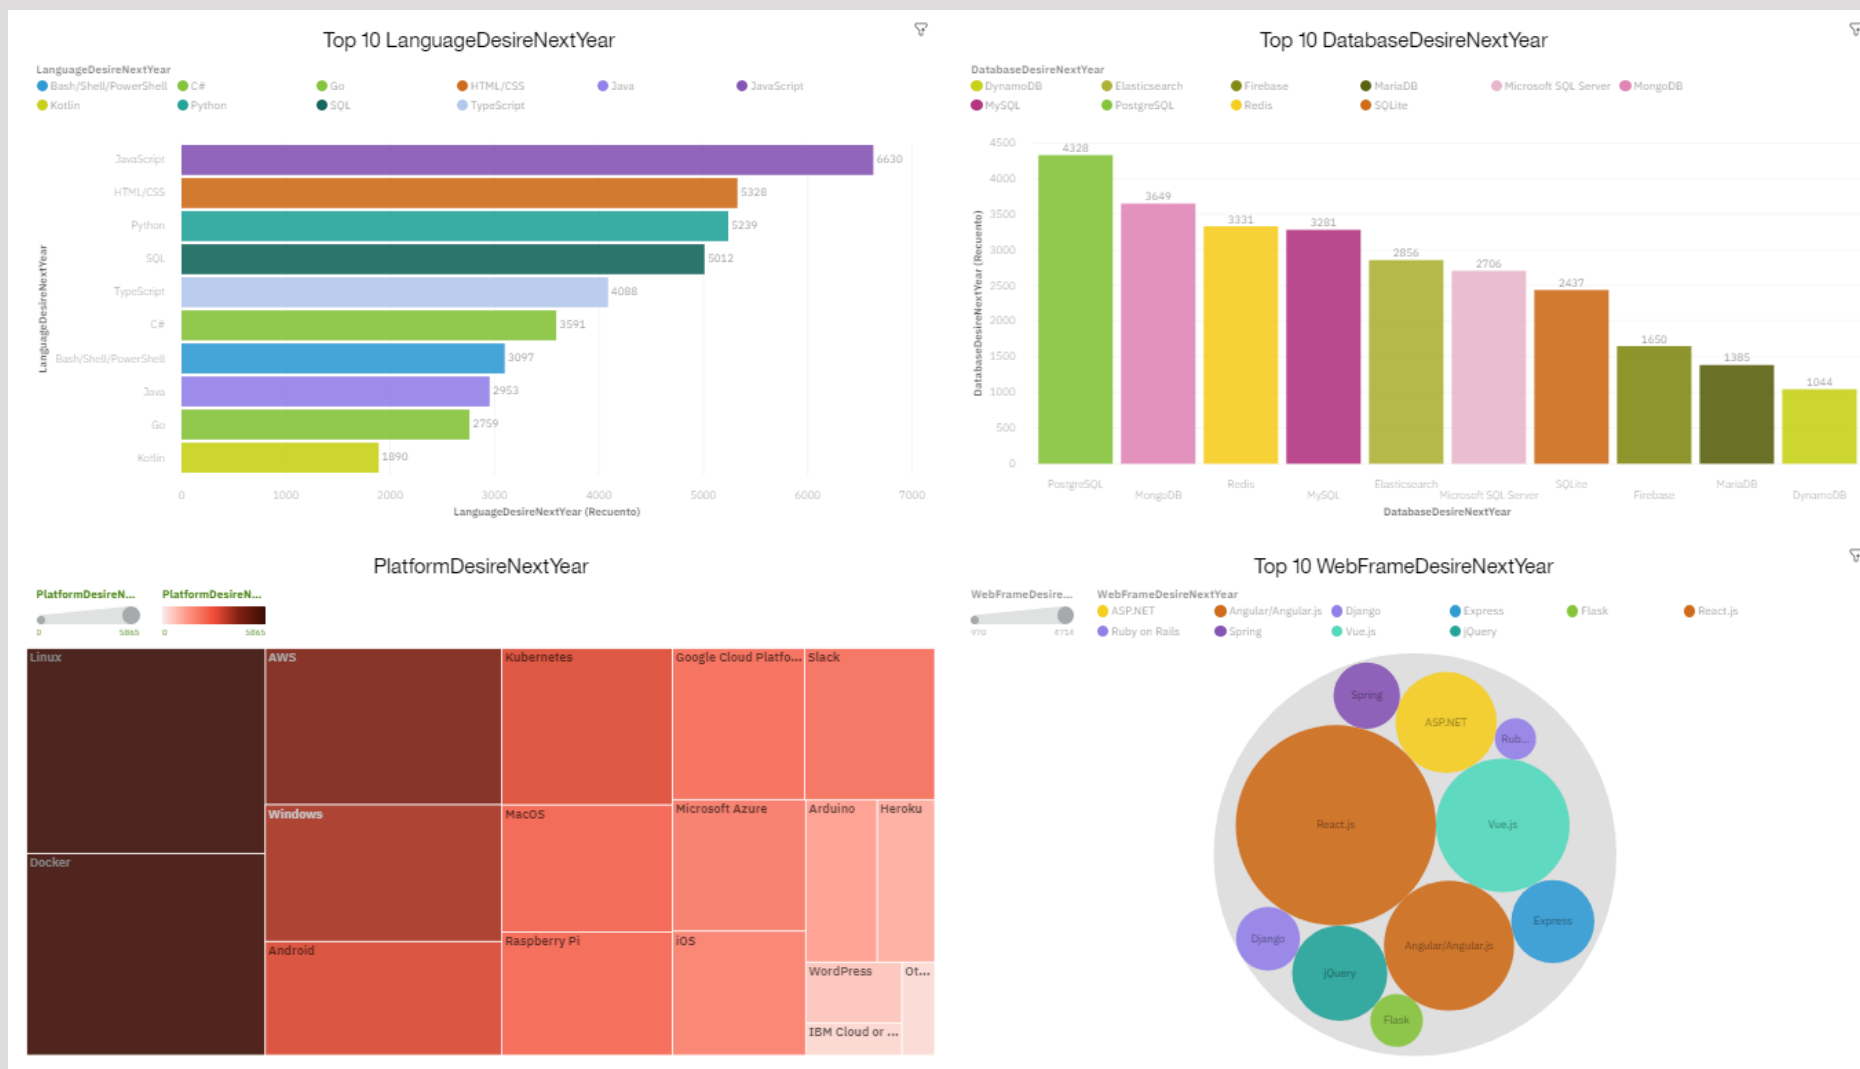 Top 10 LanguageDesireNextYear
LanguageDesireNextYear
Bash/Shell/PowerShell C# Go HTML/CSS Java JavaScript
Kotlin Python SQL TypeScript
LanguageDesireNextYear
JavaScript 6630
HTML/CSS 5328
Python 5239
SQL 5012
TypeScript 4088
C# 3591
Bash/Shell/PowerShell 3097
Java 2953
Go 2759
Kotlin 1890
0 1000 2000 3000 4000 5000 6000 7000
LanguageDesireNextYear (Recuento)
Top 10 DatabaseDesireNextYear
DatabaseDesireNextYear
DynamoDB Elasticsearch Firebase MariaDB Microsoft SQL Server MongoDB
MySQL PostgreSQL Redis SQLite
DatabaseDesireNextYear (Recuento)
4500
4000
3500
3000
2500
2000
1500
1000
500
0
4328 3649 3331 3281 2856 2706 2437 1650 1385 1044
PostgreSQL MongoDB Redis MySQL Elasticsearch Microsoft SQL Server SQLite Firebase MariaDB DynamoDB
DatabaseDesireNextYear
PlatformDesireNextYear
PlatformDesireN... PlatformDesireN...
0 5865 0 5865
Linux
Docker
AWS
Windows
Android
Kubernetes
MacOS
Raspberry Pi
Google Cloud Platfo...
Microsoft Azure
iOS
Slack
Arduino
Heroku
WordPress
Ot...
IBM Cloud or ...
Top 10 WebFrameDesireNextYear
WebFrameDesire...
970 4714
WebFrameDesireNextYear
ASP.NET Angular/Angular.js Django Express Flask React.js
Ruby on Rails Spring Vue.js jQuery
Spring
ASP.NET
Rub...
React.js
Vue.js
Express
Angular/Angular.js
Django
jQuery
Flask